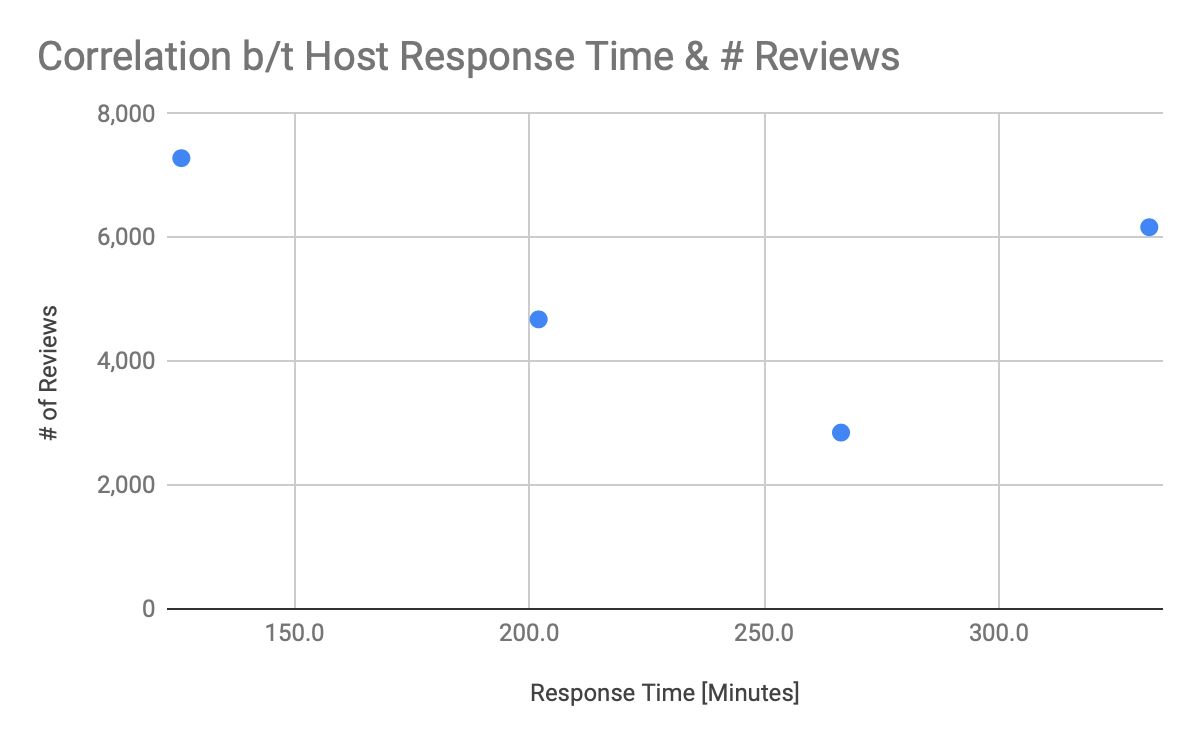 Correlation b/t Host Response Time & # Reviews
8,000
6,000
4,000
2,000
0
# of Reviews
150.0 200.0 250.0 300.0
Response Time [Minutes]